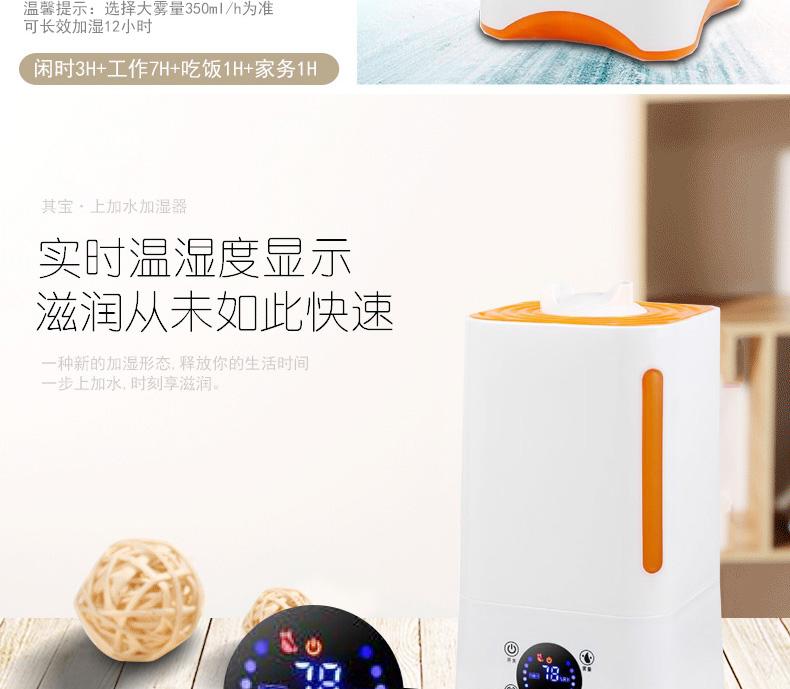 温馨提示：选择大雾量350ml/h为准
可长效加湿12小时
闲时3H+工作7H+吃饭1H+家务1H
其宝·上加水加湿器
实时温湿度显示
滋润从未如此快速
一种新的加湿形态,释放你的生活时间
一步上加水,时刻享滋润。
78
78